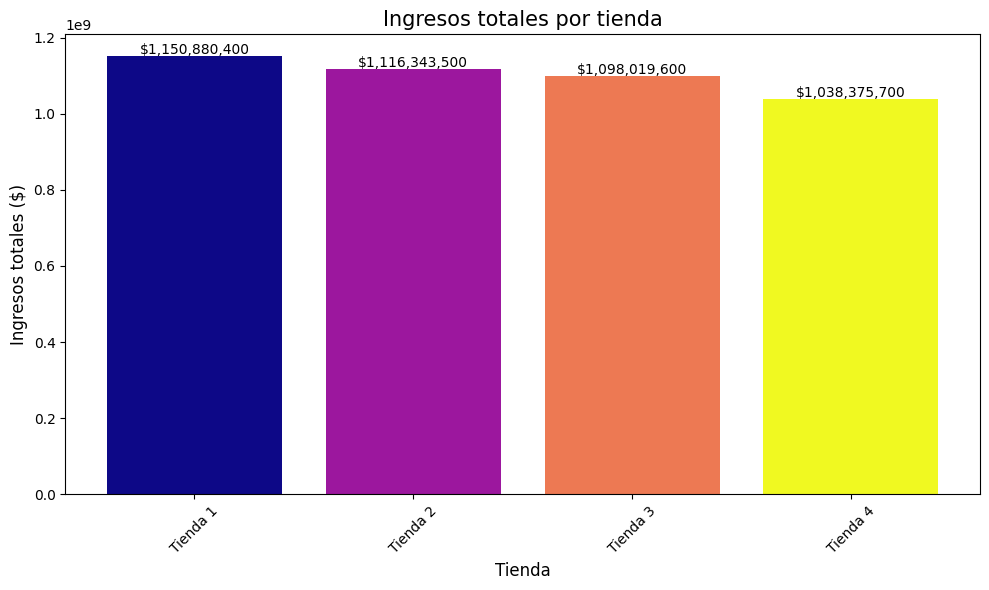 Ingresos totales por tienda
1e9
Ingresos totales ($)
1.2
1.0
0.8
0.6
0.4
0.2
0.0
$1,150,880,400
$1,116,343,500
$1,098,019,600
$1,038,375,700
Tienda 1
Tienda 2
Tienda 3
Tienda 4
Tienda